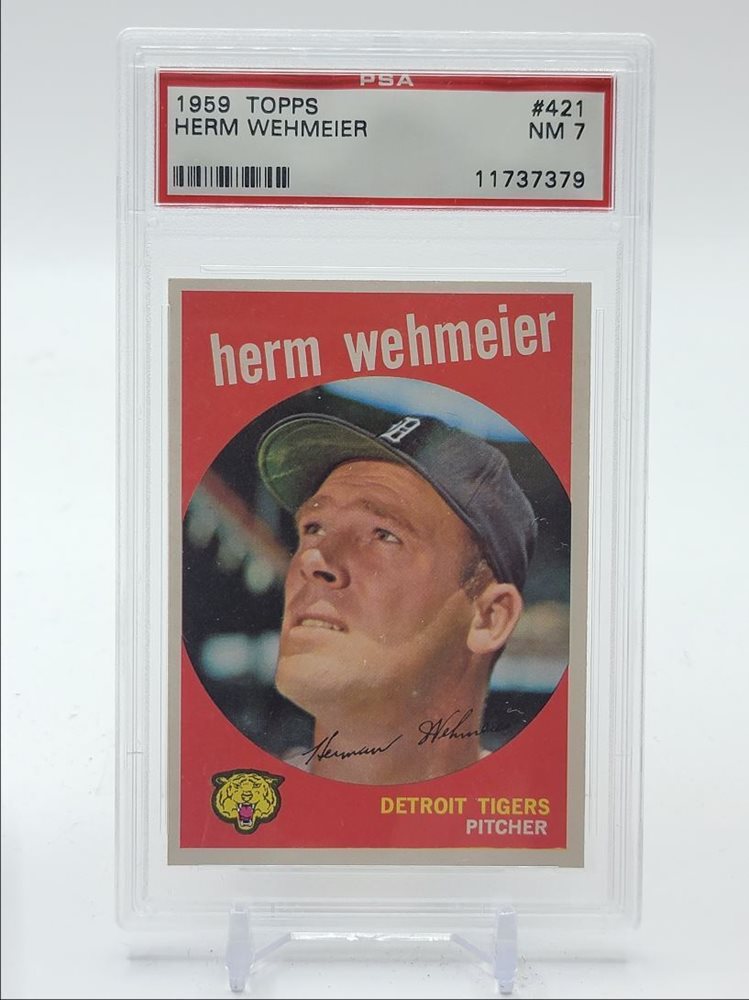 PSA
1959 TOPPS #421
HERM WEHMEIER NM 7
11737379
herm wehmeier
D
Herman Wehmeier
DETROIT TIGERS
PITCHER